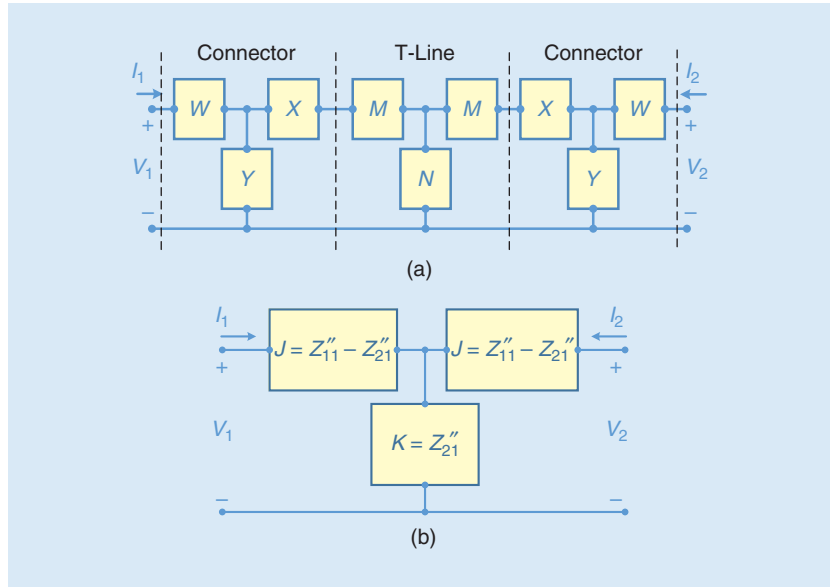 Connector T-Line Connector
I₁ I₂
W X M M X W
+ +
V₁ Y N Y V₂
− −
(a)
I₁ I₂
J = Z″₁₁ – Z″₂₁ J = Z″₁₁ – Z″₂₁
+ +
V₁ K = Z″₂₁ V₂
− −
(b)